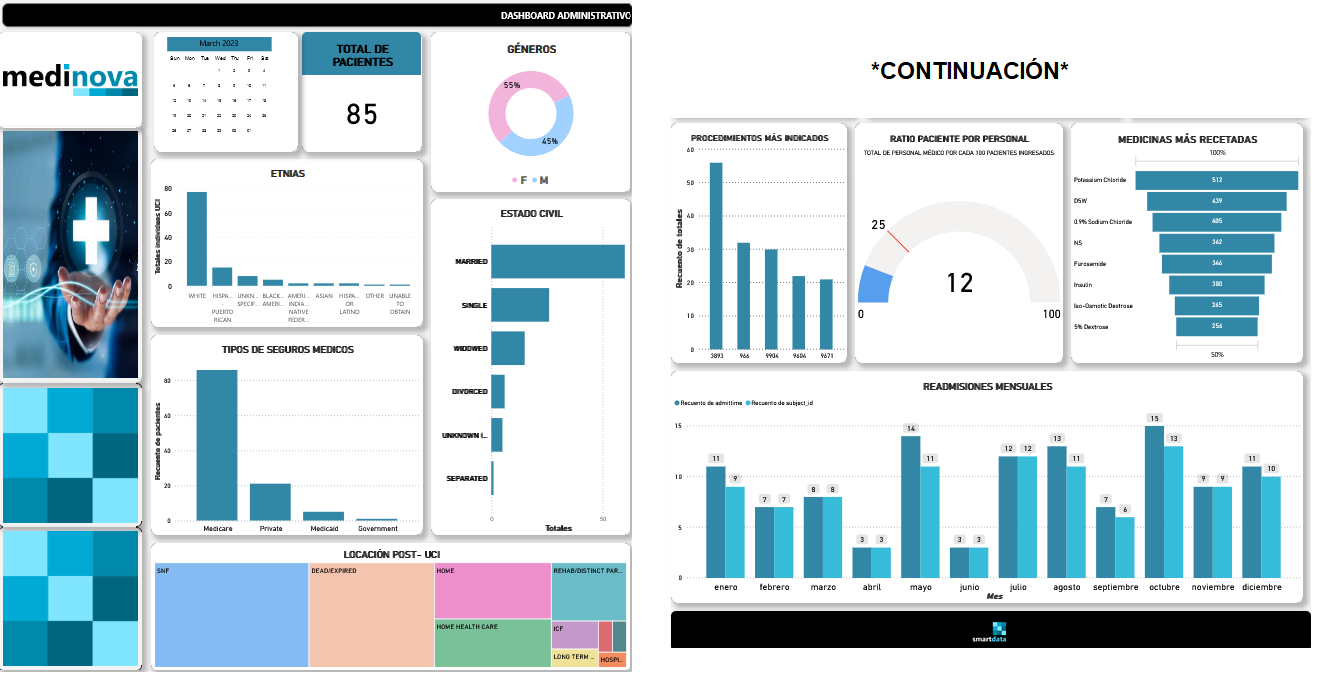 DASHBOARD ADMINISTRATIVO
medinova
March 2023
Sun Mon Tue Wed Thu Fri Sat
1 2 3 4
5 6 7 8 9 10 11
12 13 14 15 16 17 18
19 20 21 22 23 24 25
26 27 28 29 30 31
TOTAL DE
PACIENTES
85
GÉNEROS
55%
45%
F M
ETNIAS
Totales individuos UCI
80
60
40
20
0
WHITE
HISPA...
-
PUERTO
RICAN
UNKN...
SPECIF...
BLACK...
AMERI...
AMERI...
INDIA...
NATIVE
FEDER...
ASIAN
HISPA...
OR
LATINO
OTHER
UNABLE
TO
OBTAIN
ESTADO CIVIL
MARRIED
SINGLE
WIDOWED
DIVORCED
UNKNOWN (...
SEPARATED
0 50
Totales
TIPOS DE SEGUROS MEDICOS
Recuento de pacientes
80
60
40
20
0
Medicare Private Medicaid Government
LOCACIÓN POST- UCI
SNF
DEAD/EXPIRED
HOME
HOME HEALTH CARE
REHAB/DISTINCT PAR...
ICF
LONG TERM ...
HOSPI...
*CONTINUACIÓN*
PROCEDIMIENTOS MÁS INDICADOS
Recuento de totales
60
50
40
30
20
10
0
3893 966 9904 9604 9671
RATIO PACIENTE POR PERSONAL
TOTAL DE PERSONAL MÉDICO POR CADA 100 PACIENTES INGRESADOS.
25
12
0 100
MEDICINAS MÁS RECETADAS
100%
Potassium Chloride 512
D5W 439
0.9% Sodium Chloride 405
NS 362
Furosemide 346
Insulin 300
Iso-Osmotic Dextrose 265
5% Dextrose 254
50%
READMISIONES MENSUALES
Recuento de admittime Recuento de subject_id
15
10
5
0
11 9 7 7 8 8 3 3 14 11 3 3 12 12 13 11 7 6 15 13 9 9 11 10
enero febrero marzo abril mayo junio julio agosto septiembre octubre noviembre diciembre
Mes
smartdata